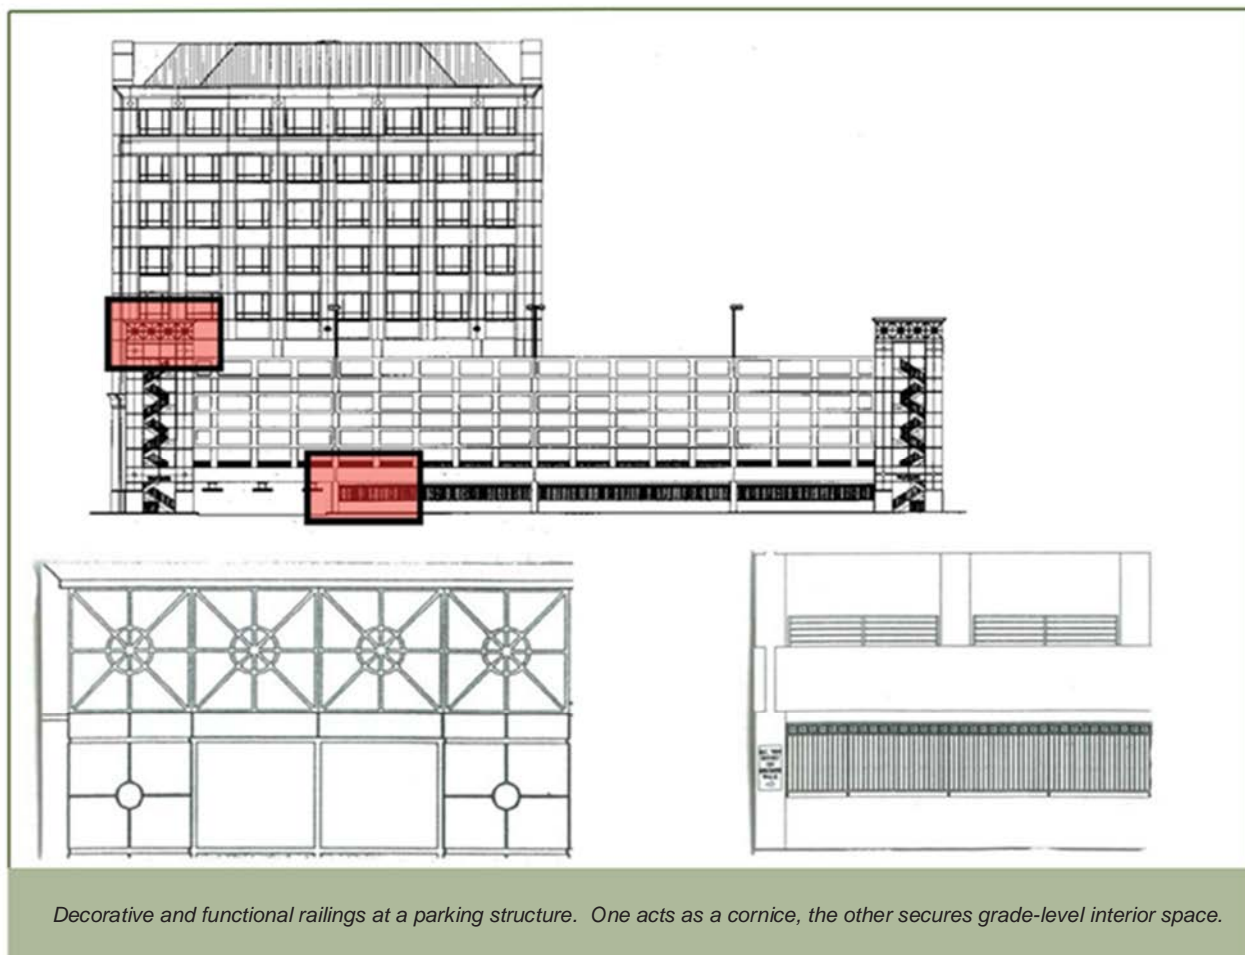 Decorative and functional railings at a parking structure.  One acts as a cornice, the other secures grade-level interior space.